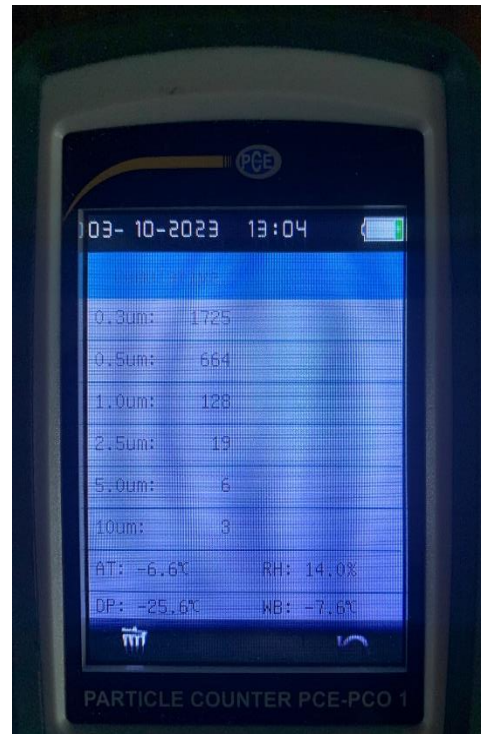 PCE
03- 10-2023 13:04
0.3um: 1725
0.5um: 664
1.0um: 128
2.5um: 19
5.0um: 6
10um: 3
AT: -6.6℃ RH: 14.0%
DP: -25.6℃ WB: -7.6℃
PARTICLE COUNTER PCE-PCO 1